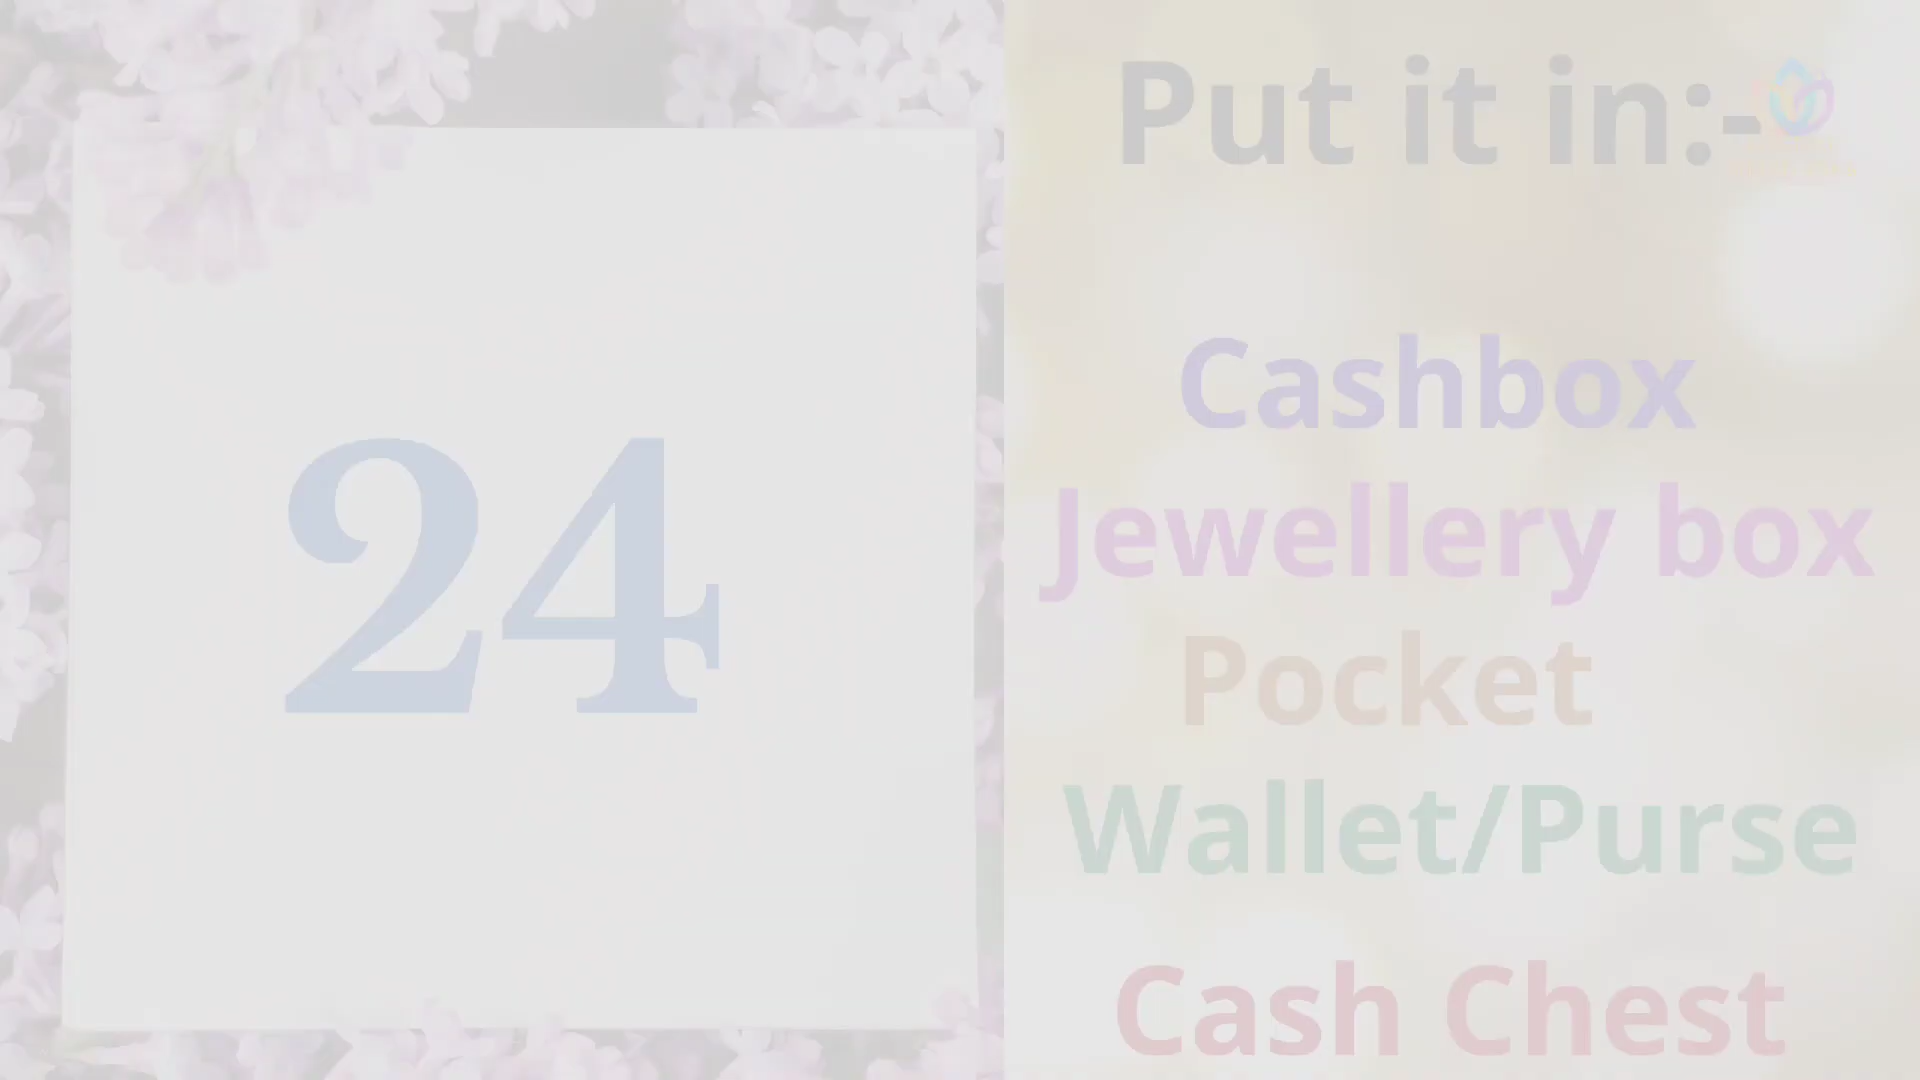 24
Put it in:-
Cashbox
Jewellery box
Pocket
Wallet/Purse
Cash Chest